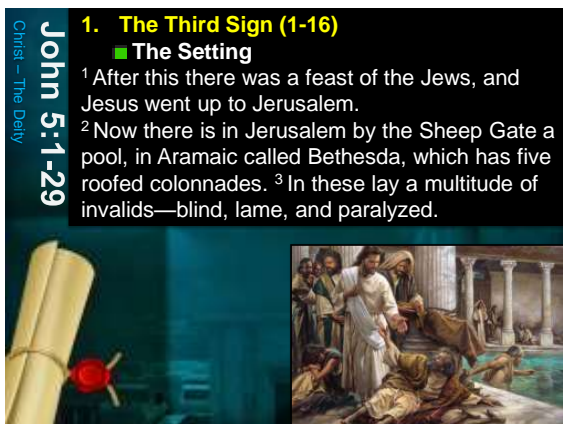 John 5:1-29
Christ – The Deity
1. The Third Sign (1-16)
The Setting
1 After this there was a feast of the Jews, and
Jesus went up to Jerusalem.
2 Now there is in Jerusalem by the Sheep Gate a
pool, in Aramaic called Bethesda, which has five
roofed colonnades. 3 In these lay a multitude of
invalids—blind, lame, and paralyzed.